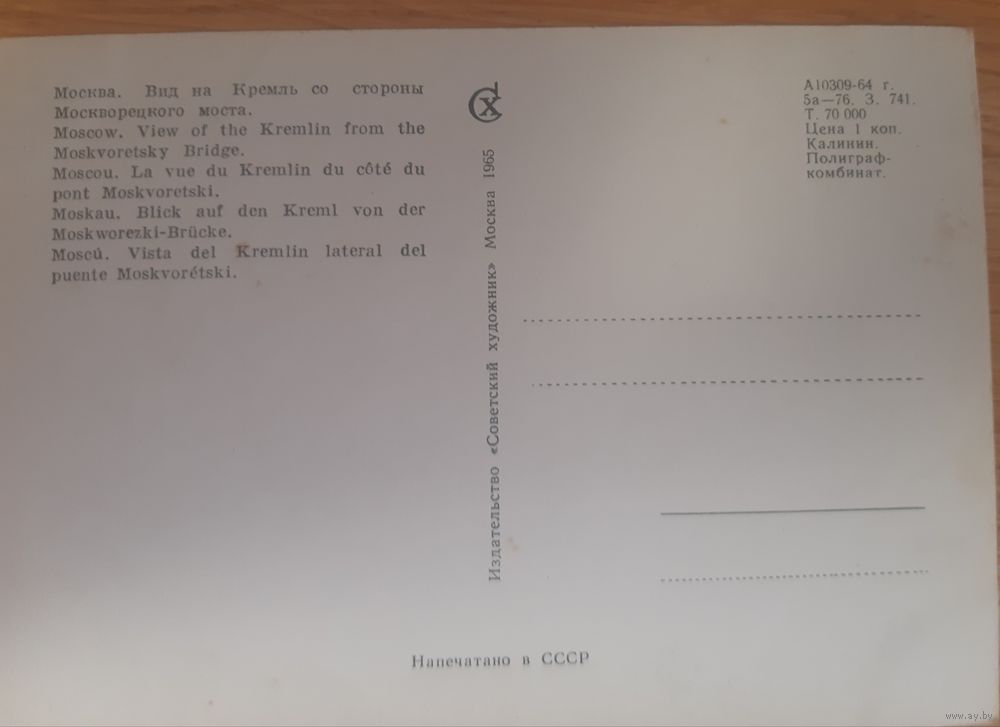 Москва. Вид на Кремль со стороны
Москворецкого моста.
Moscow. View of the Kremlin from the
Moskvoretsky Bridge.
Moscou. La vue du Kremlin du côté du
pont Moskvoretski.
Moskau. Blick auf den Kreml von der
Moskworezki-Brücke.
Moscú. Vista del Kremlin lateral del
puente Moskvorétski.
СХ
Издательство «Советский художник» Москва 1965
А10309-64 г.
5а—76. З. 741.
Т. 70 000
Цена 1 коп.
Калинин.
Полиграф-
комбинат.
Напечатано в СССР
www.ay.by